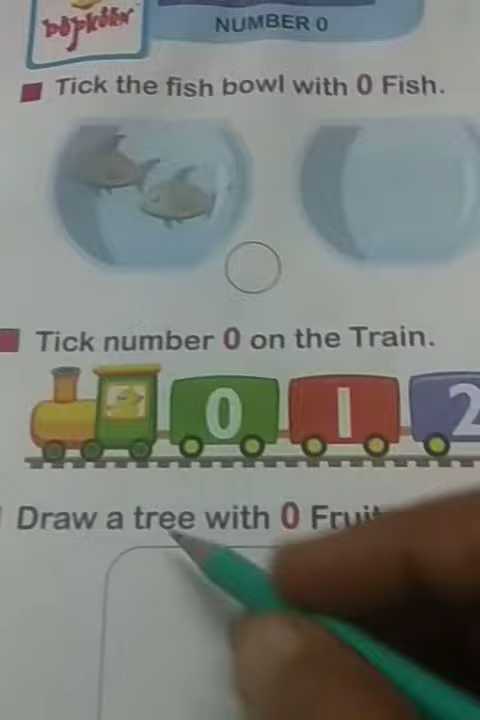 popkorn
NUMBER 0
Tick the fish bowl with 0 Fish.
Tick number 0 on the Train.
0 1 2
Draw a tree with 0